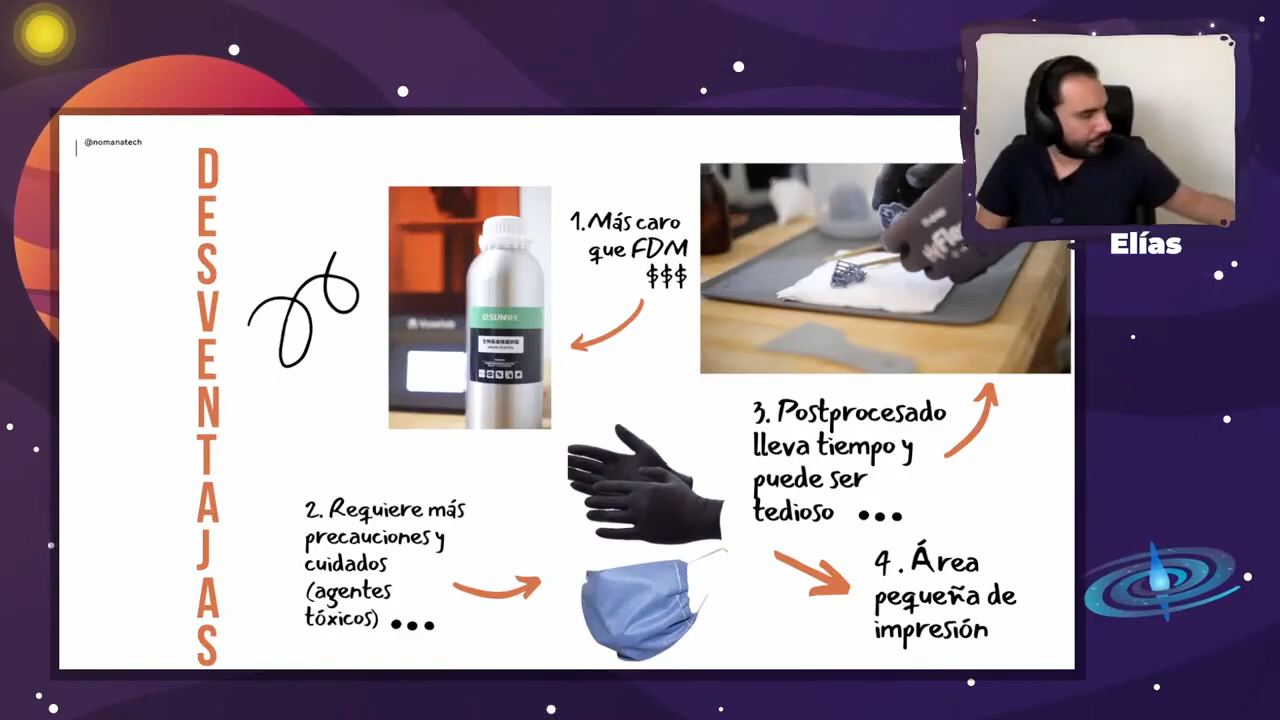 @nomanatech
DESVENTAJAS
1.Más caro
que FDM
$$$
eSUN
2. Requiere más
precauciones y
cuidados
(agentes
tóxicos) ...
3. Postprocesado
lleva tiempo y
puede ser
tedioso ...
4. Área
pequeña de
impresión
Elías